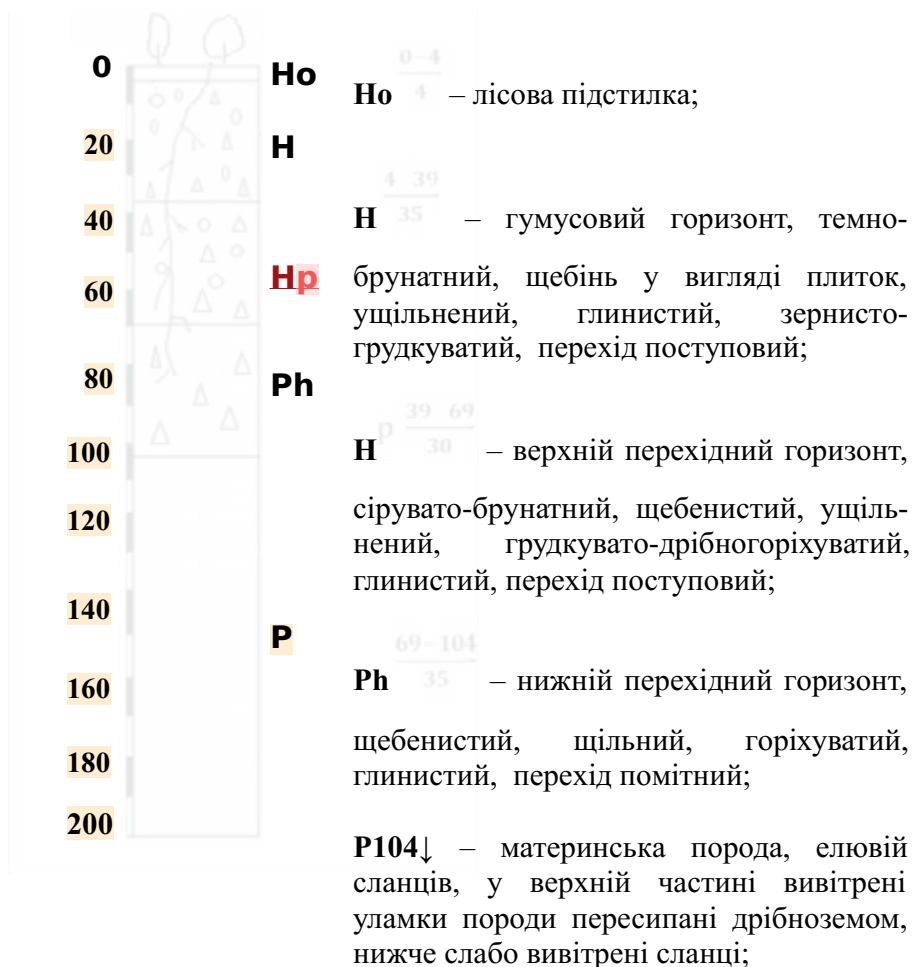 0
20
40
60
80
100
120
140
160
180
200
Ho
H
Hp
Ph
P
Ho 0–4/4 – лісова підстилка;
H 4 39/35 – гумусовий горизонт, темно-
брунатний, щебінь у вигляді плиток,
ущільнений, глинистий, зернисто-
грудкуватий, перехід поступовий;
H p 39 69/30 – верхній перехідний горизонт,
сірувато-брунатний, щебенистий, ущіль-
нений, грудкувато-дрібногоріхуватий,
глинистий, перехід поступовий;
Ph 69–104/35 – нижній перехідний горизонт,
щебенистий, щільний, горіхуватий,
глинистий, перехід помітний;
P104↓ – материнська порода, елювій
сланців, у верхній частині вивітрені
уламки породи пересипані дрібноземом,
нижче слабо вивітрені сланці;